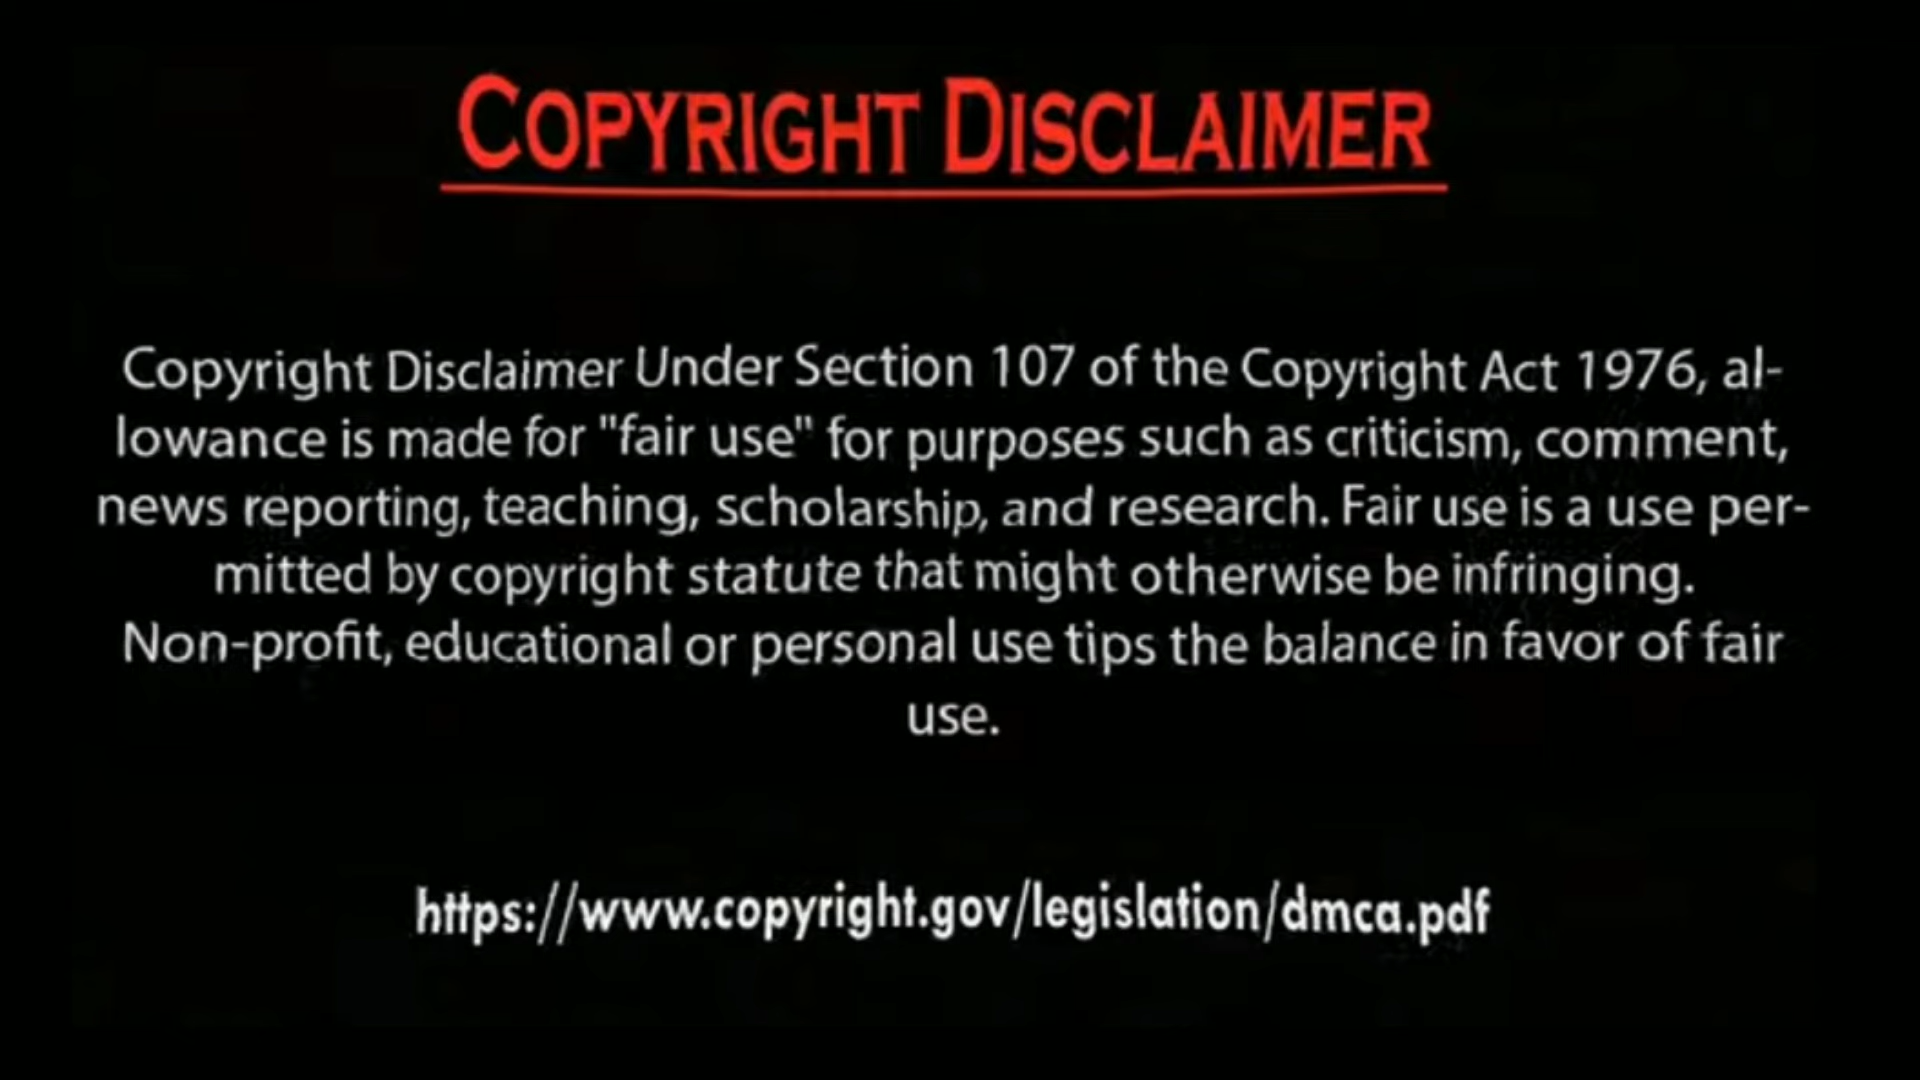 COPYRIGHT DISCLAIMER
Copyright Disclaimer Under Section 107 of the Copyright Act 1976, al-
lowance is made for "fair use" for purposes such as criticism, comment,
news reporting, teaching, scholarship, and research. Fair use is a use per-
mitted by copyright statute that might otherwise be infringing.
Non-profit, educational or personal use tips the balance in favor of fair
use.
https://www.copyright.gov/legislation/dmca.pdf